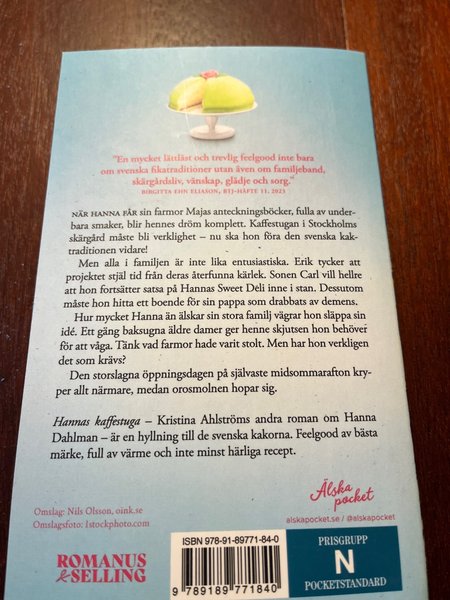 "En mycket lättläst och trevlig feelgood inte bara
om svenska fikatraditioner utan även om familjeband,
skärgårdsliv, vänskap, glädje och sorg."
BIRGITTA EHN ELIASON, BTJ-HÄFTE 11, 2023
NÄR HANNA FÅR sin farmor Majas anteckningsböcker, fulla av under-
bara smaker, blir hennes dröm komplett. Kaffestugan i Stockholms
skärgård måste bli verklighet – nu ska hon föra den svenska kak-
traditionen vidare!
Men alla i familjen är inte lika entusiastiska. Erik tycker att
projektet stjäl tid från deras återfunna kärlek. Sonen Carl vill hellre
att hon fortsätter satsa på Hannas Sweet Deli inne i stan. Dessutom
måste hon hitta ett boende för sin pappa som drabbats av demens.
Hur mycket Hanna än älskar sin stora familj vägrar hon släppa sin
idé. Ett gäng baksugna äldre damer ger henne skjutsen hon behöver
för att våga. Tänk vad farmor hade varit stolt. Men har hon verkligen
det som krävs?
Den storslagna öppningsdagen på självaste midsommarafton kry-
per allt närmare, medan orosmolnen hopar sig.
Hannas kaffestuga – Kristina Ahlströms andra roman om Hanna
Dahlman – är en hyllning till de svenska kakorna. Feelgood av bästa
märke, full av värme och inte minst härliga recept.
Omslag: Nils Olsson, oink.se
Omslagsfoto: Istockphoto.com
Älska
pocket
alskapocket.se / @alskapocket
ROMANUS
& SELLING
ISBN 978-91-89771-84-0
9 789189 771840
PRISGRUPP
N
POCKETSTANDARD